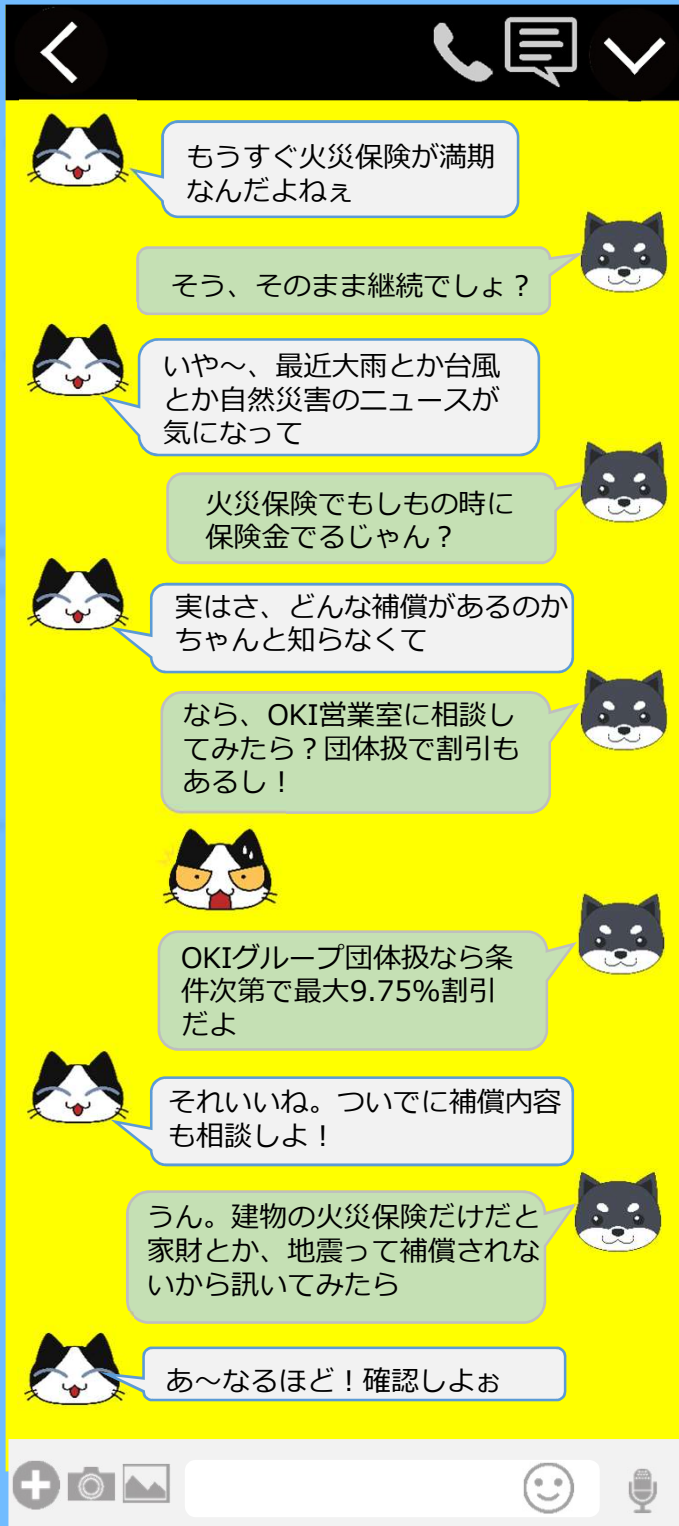 もうすぐ火災保険が満期
なんだよねぇ
そう、そのまま継続でしょ？
いや～、最近大雨とか台風
とか自然災害のニュースが
気になって
火災保険でもしもの時に
保険金でるじゃん？
実はさ、どんな補償があるのか
ちゃんと知らなくて
なら、OKI営業室に相談し
てみたら？団体扱で割引も
あるし！
OKIグループ団体扱なら条
件次第で最大9.75%割引
だよ
それいいね。ついでに補償内容
も相談しよ！
うん。建物の火災保険だけだと
家財とか、地震って補償されな
いから訊いてみたら
あ～なるほど！確認しよぉ